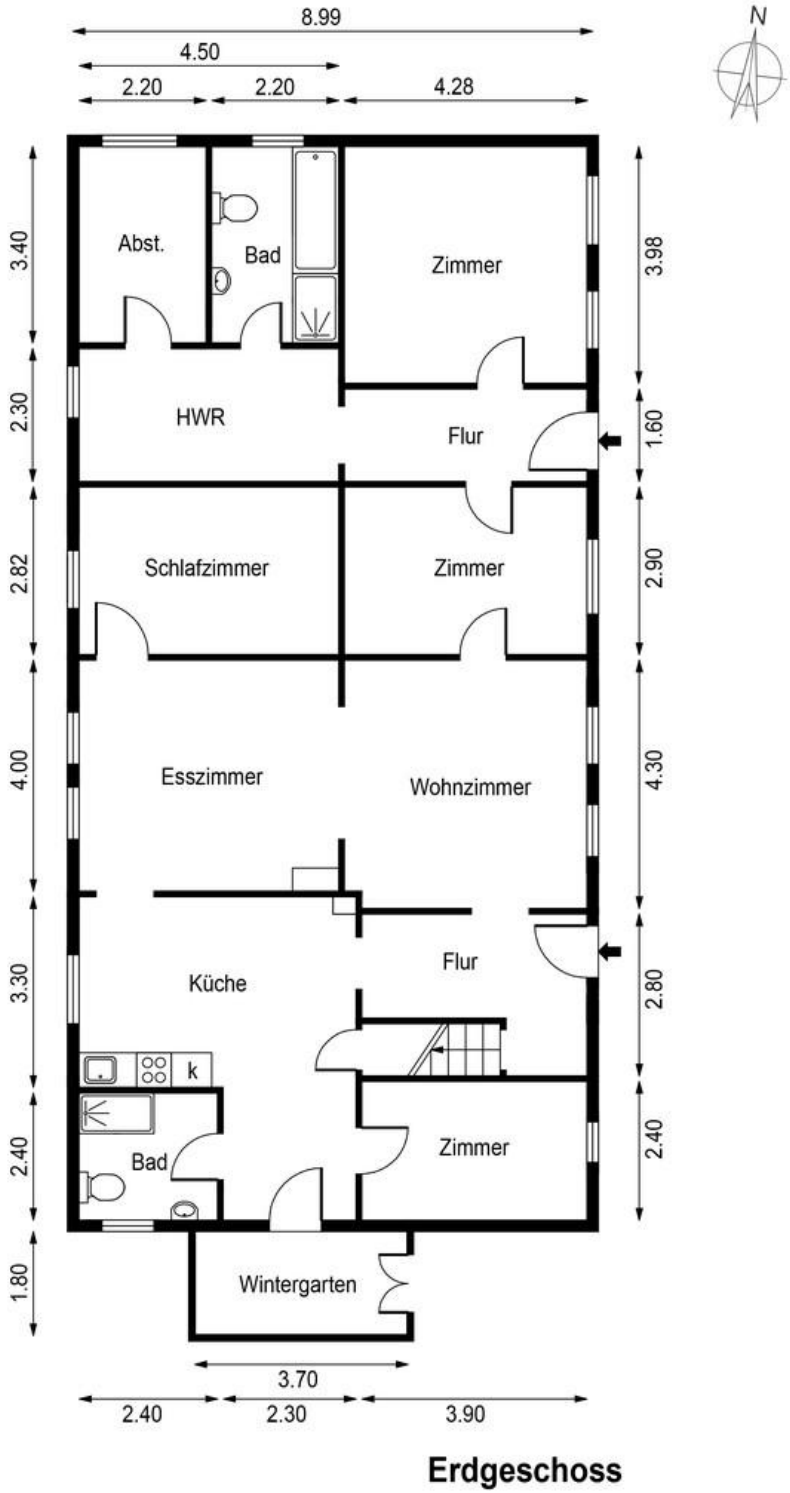 8.99
N
4.50
2.20
2.20
4.28
3.40
Abst.
Bad
Zimmer
3.98
2.30
HWR
Flur
1.60
2.82
Schlafzimmer
Zimmer
2.90
4.00
Esszimmer
Wohnzimmer
4.30
3.30
Küche
Flur
2.80
k
2.40
Bad
Zimmer
2.40
1.80
Wintergarten
3.70
2.40
2.30
3.90
Erdgeschoss